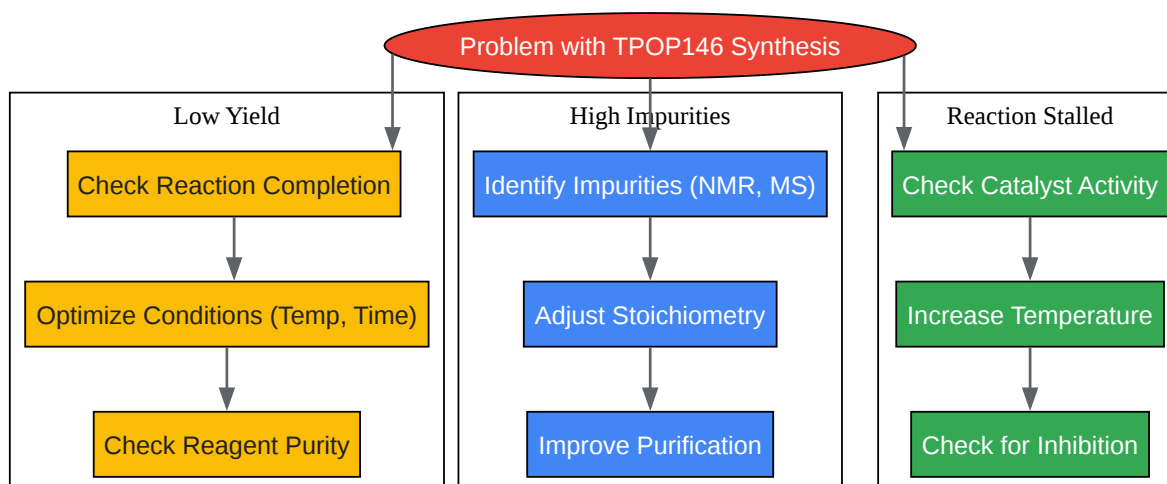 Problem with TPOP146 Synthesis
Low Yield
Check Reaction Completion
Optimize Conditions (Temp, Time)
Check Reagent Purity
High Impurities
Identify Impurities (NMR, MS)
Adjust Stoichiometry
Improve Purification
Reaction Stalled
Check Catalyst Activity
Increase Temperature
Check for Inhibition